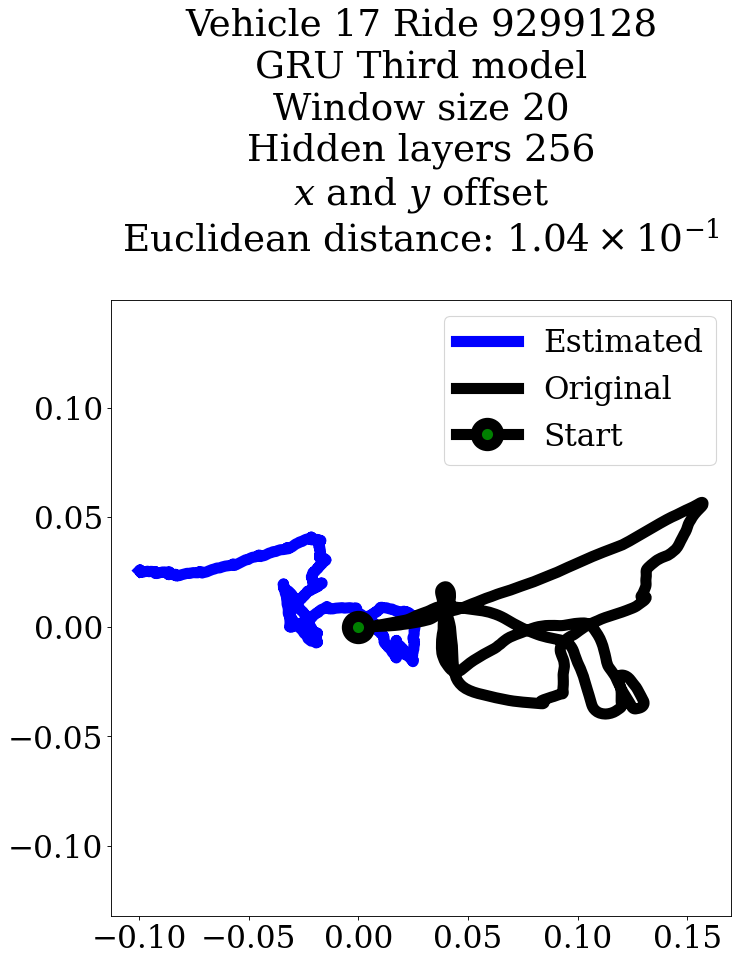 Vehicle 17 Ride 9299128
GRU Third model
Window size 20
Hidden layers 256
x and y offset
Euclidean distance: 1.04 × 10⁻¹
Estimated
Original
Start
0.10
0.05
0.00
−0.05
−0.10
−0.10 −0.05 0.00 0.05 0.10 0.15